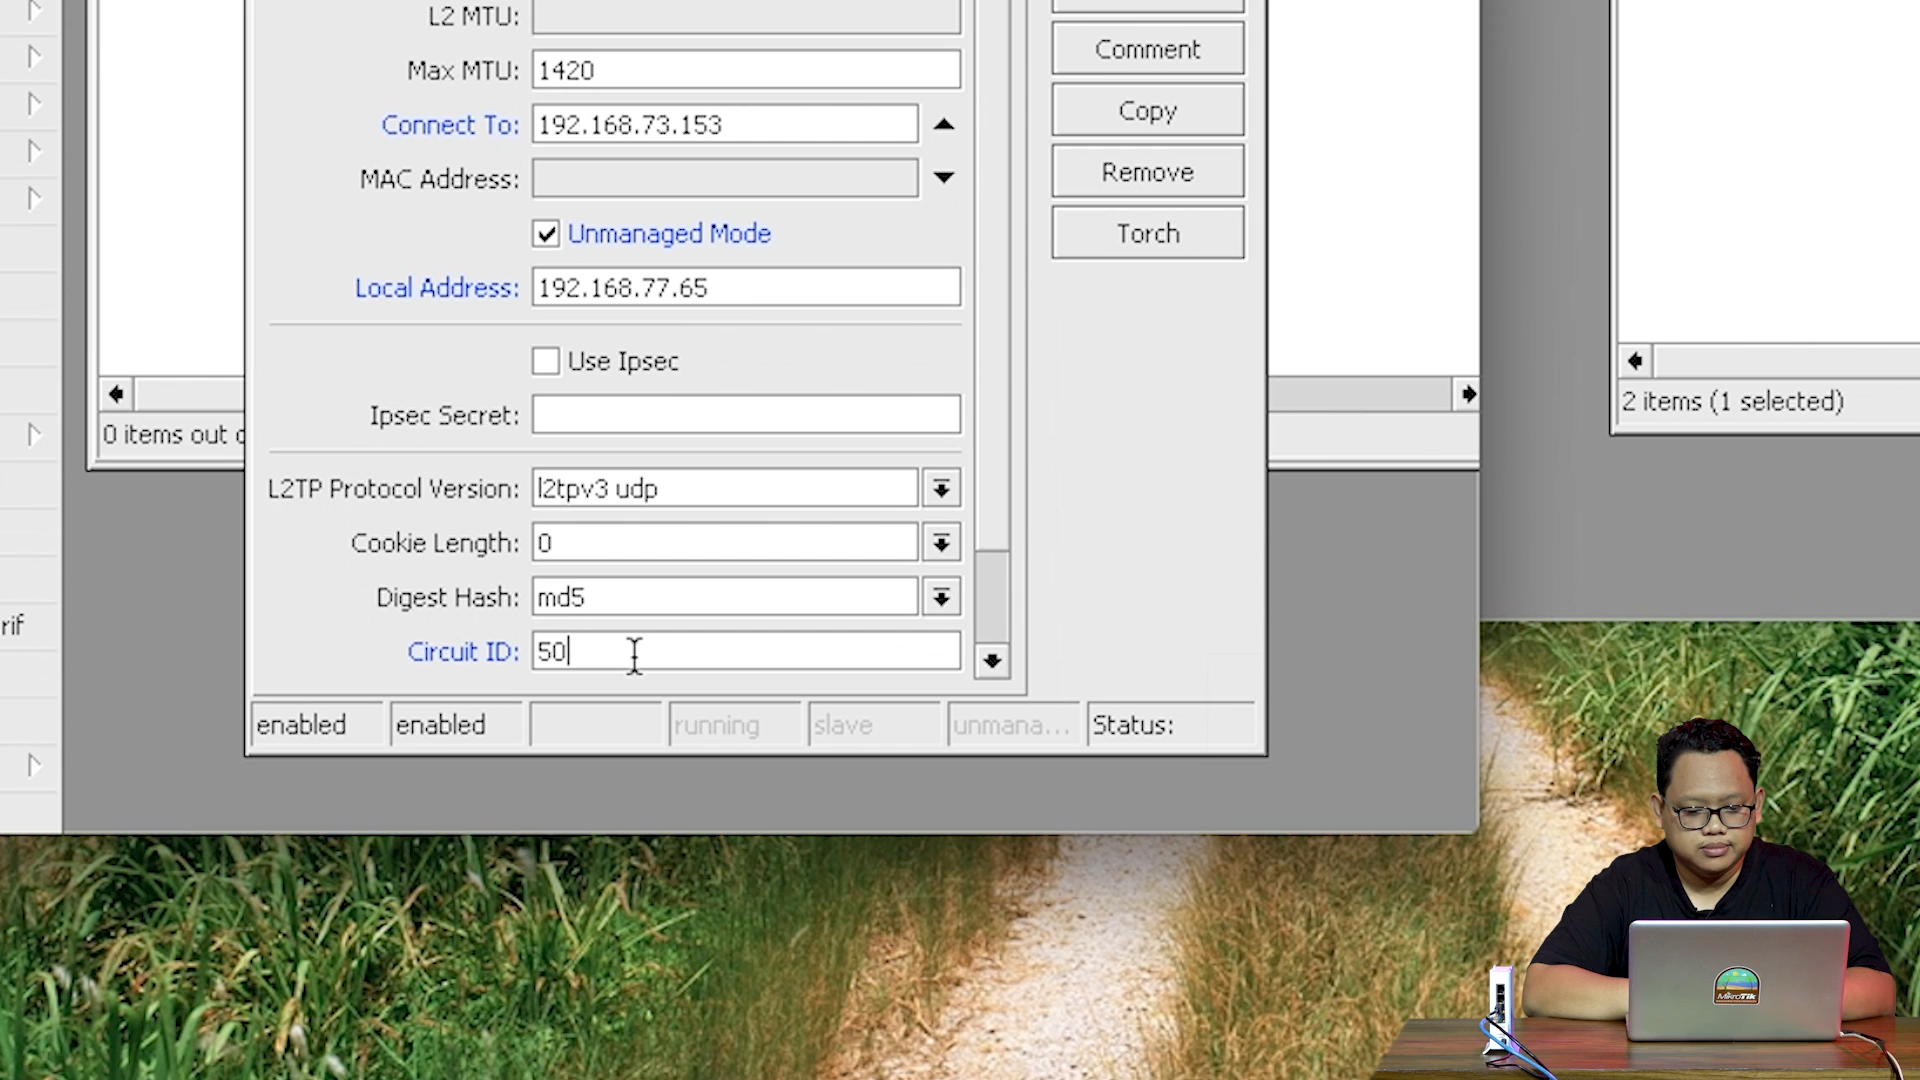 L2 MTU:
Max MTU: 1420
Connect To: 192.168.73.153
MAC Address:
Unmanaged Mode
Local Address: 192.168.77.65
Use Ipsec
Ipsec Secret:
L2TP Protocol Version: l2tpv3 udp
Cookie Length: 0
Digest Hash: md5
Circuit ID: 50
enabled enabled running slave unmana... Status:
Comment
Copy
Remove
Torch
0 items out o
2 items (1 selected)
rif
MikroTik